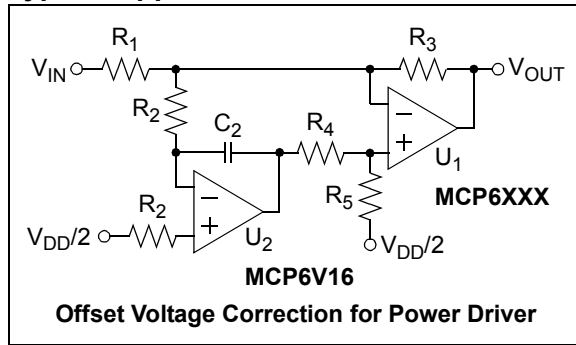 R1
R3
VIN
VOUT
R2
C2
R4
U1
R5
MCP6XXX
R2
VDD/2
U2
VDD/2
MCP6V16
Offset Voltage Correction for Power Driver